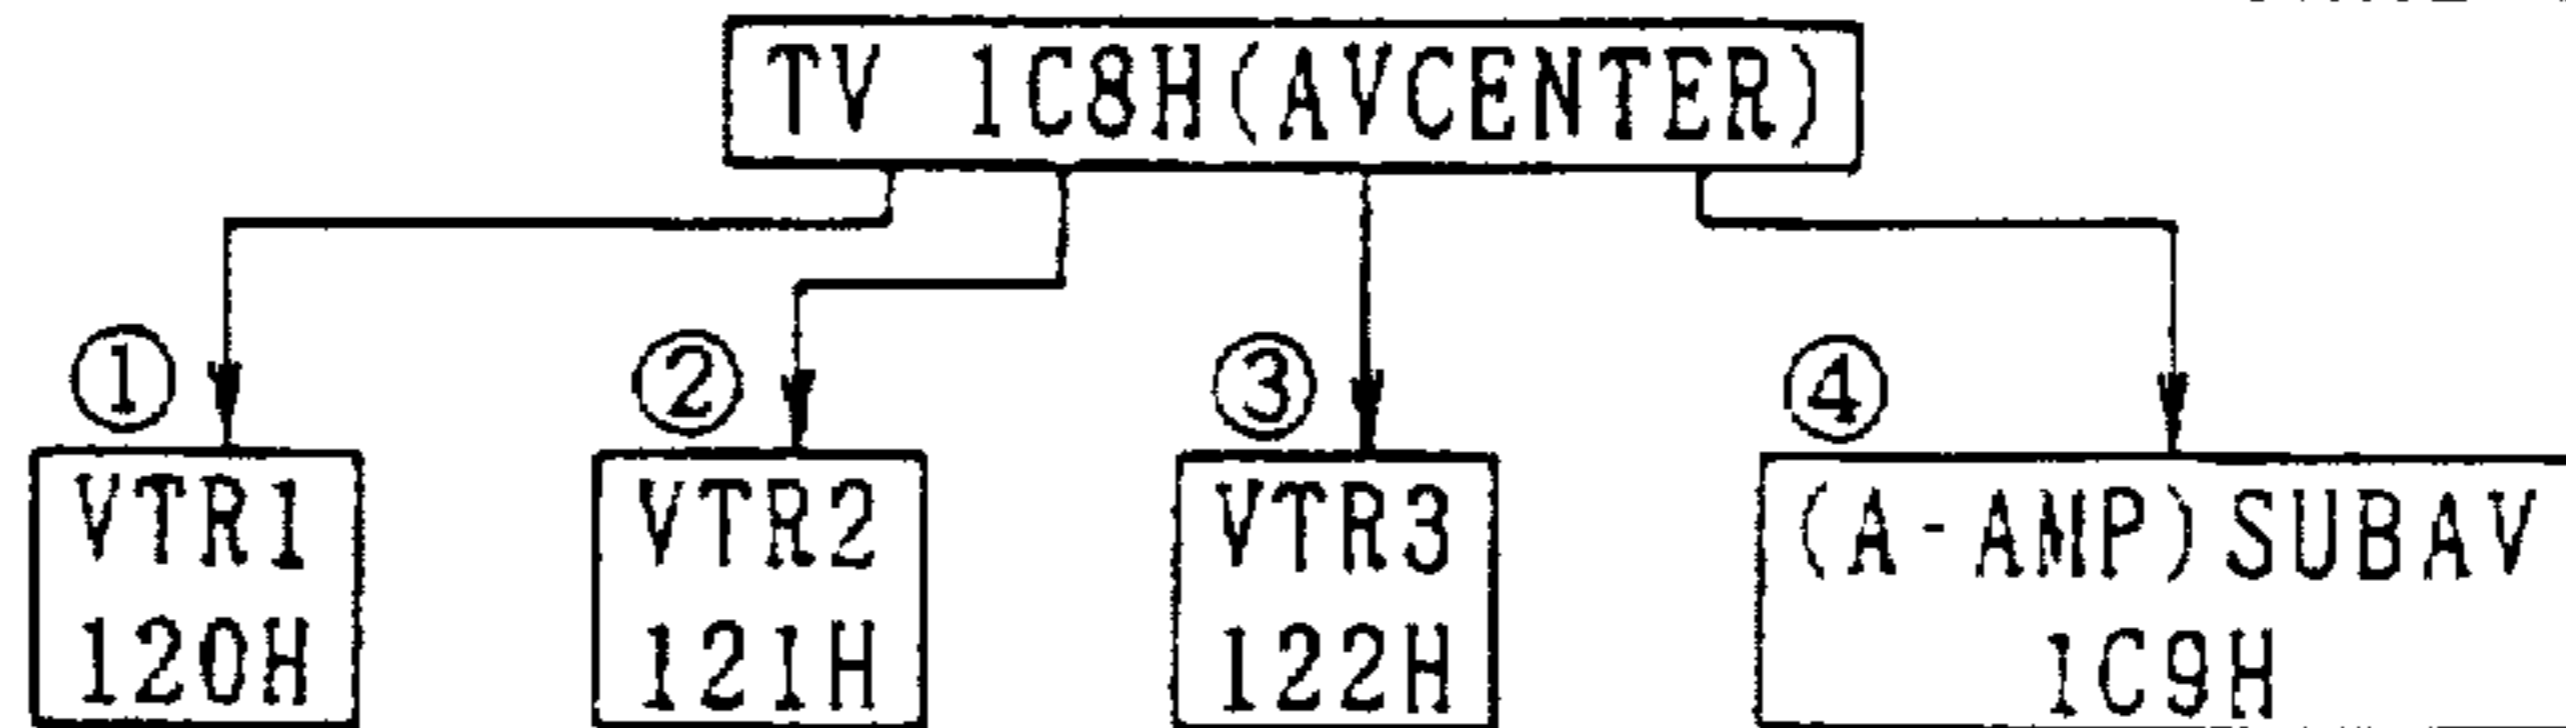 TV 1C8H(AVCENTER)
① ② ③ ④
VTR1 VTR2 VTR3 (A-AMP)SUBAV
120H 121H 122H 1C9H